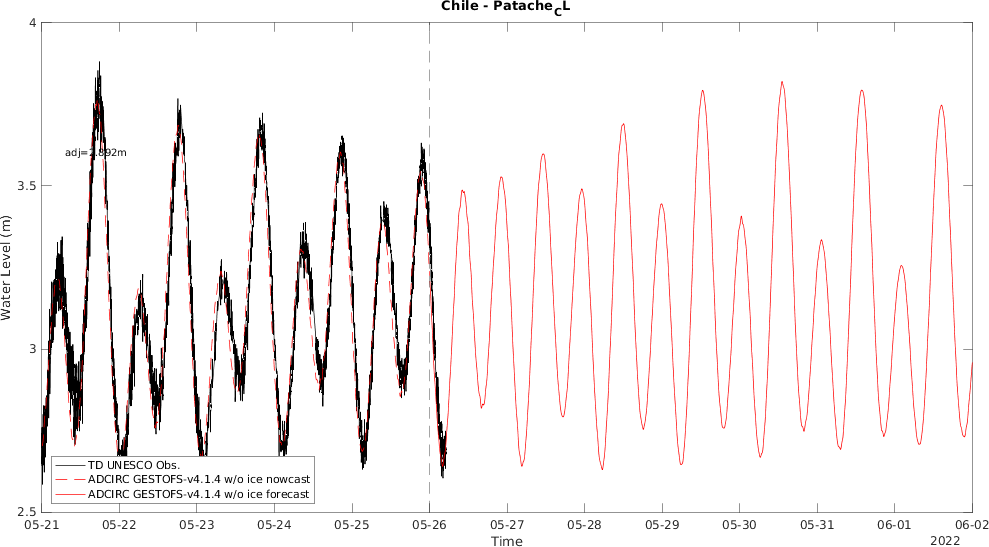 Chile - Patache_CL
4
3.5
3
2.5
Water Level (m)
adj=2.892m
TD UNESCO Obs.
ADCIRC GESTOFS-v4.1.4 w/o ice nowcast
ADCIRC GESTOFS-v4.1.4 w/o ice forecast
05-21 05-22 05-23 05-24 05-25 05-26 05-27 05-28 05-29 05-30 05-31 06-01 06-02
Time
2022